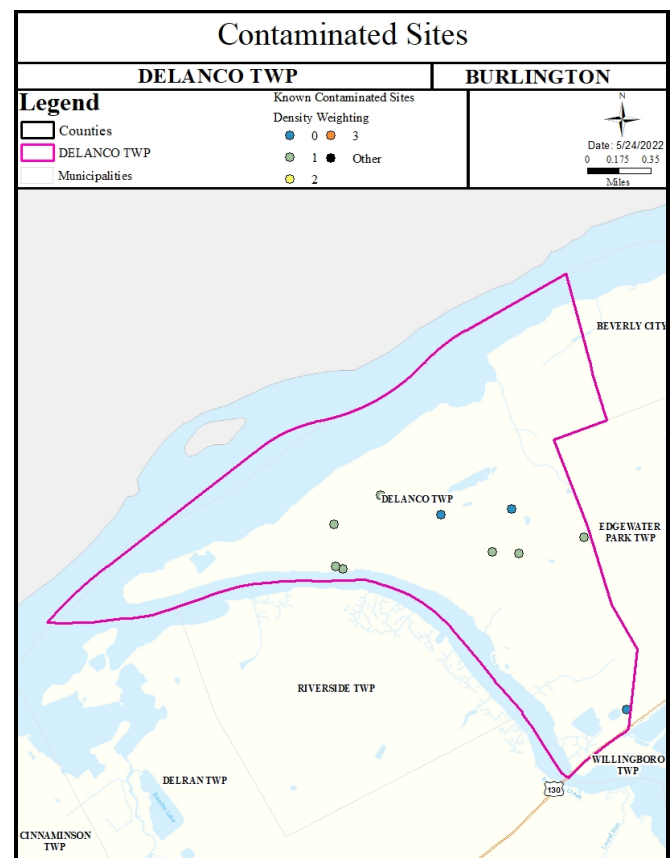 Contaminated Sites
DELANCO TWP
BURLINGTON
Legend
Counties
DELANCO TWP
Municipalities
Known Contaminated Sites
Density Weighting
0
3
1
Other
2
N
Date: 5/24/2022
0 0.175 0.35
Miles
BEVERLY CITY
DELANCO TWP
EDGEWATER
PARK TWP
RIVERSIDE TWP
WILLINGBORO
TWP
DELRAN TWP
130
CINNAMINSON
TWP